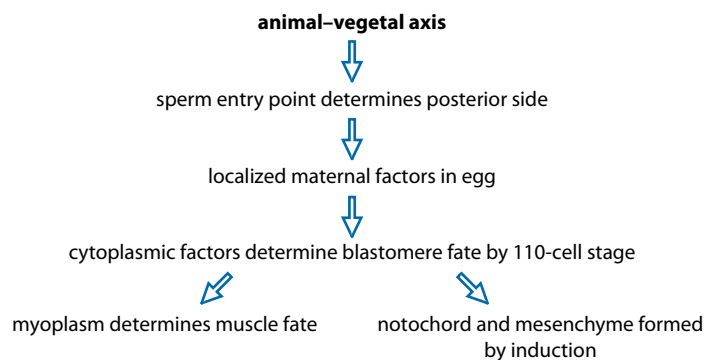 animal–vegetal axis
sperm entry point determines posterior side
localized maternal factors in egg
cytoplasmic factors determine blastomere fate by 110-cell stage
myoplasm determines muscle fate
notochord and mesenchyme formed
by induction